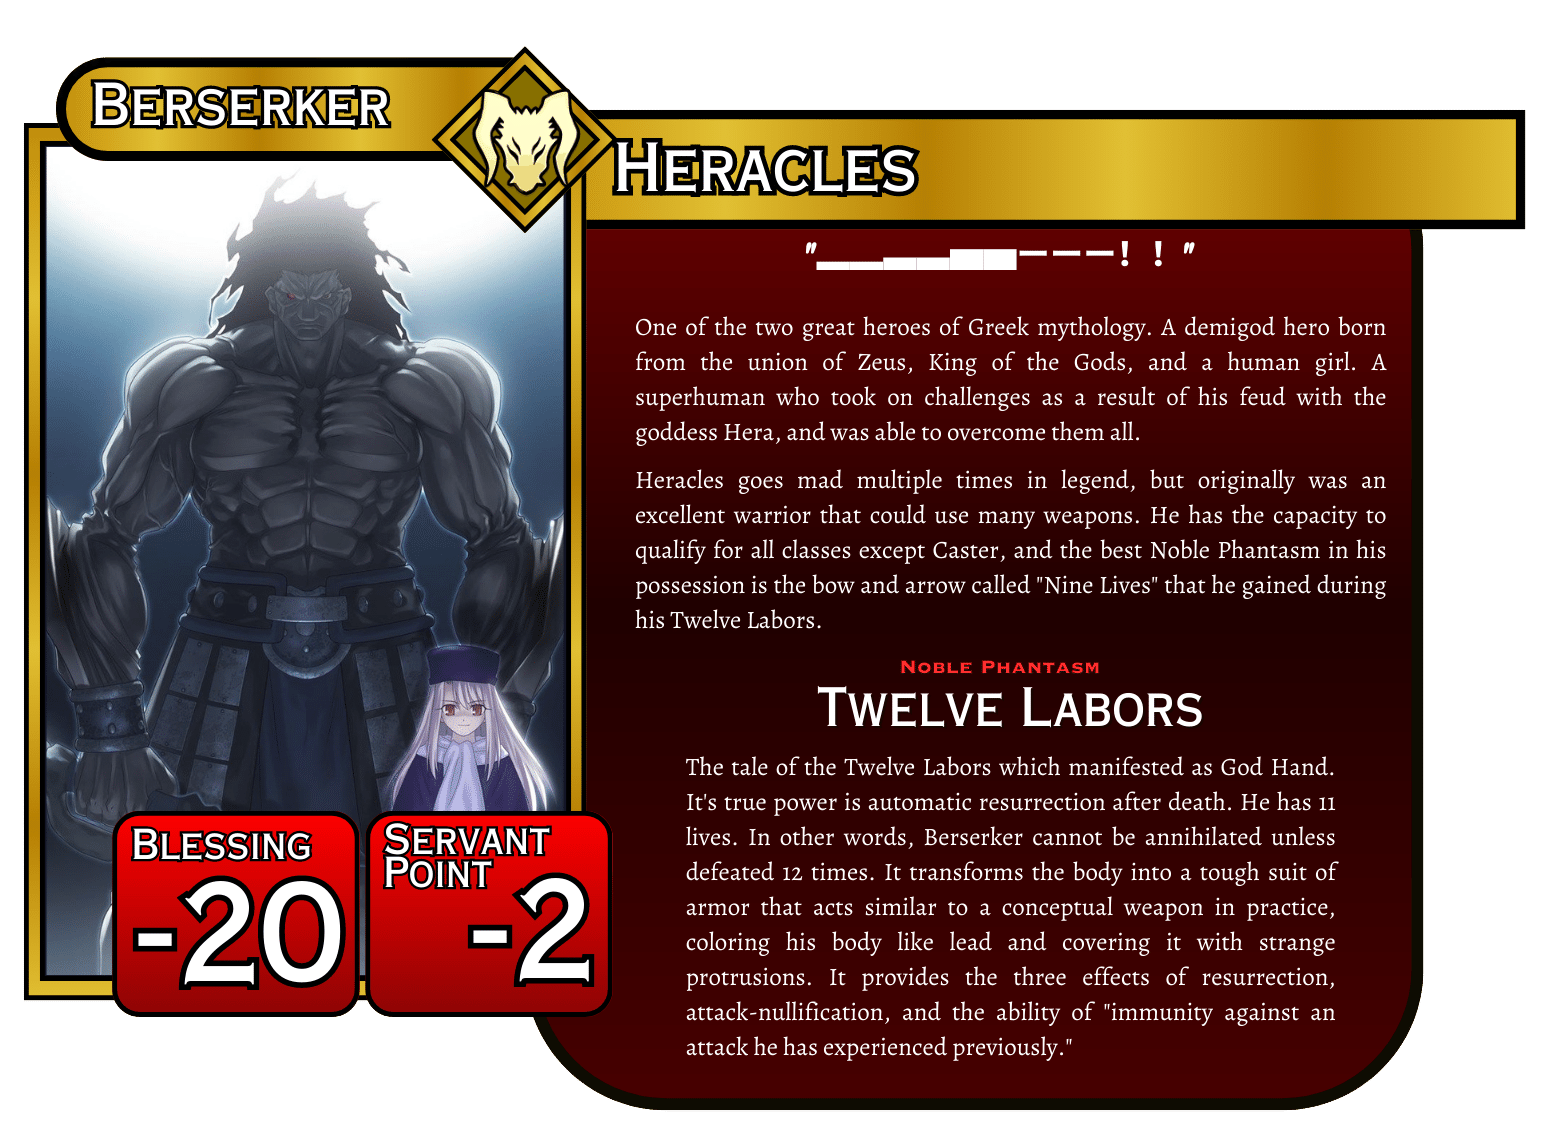 BERSERKER
HERACLES
"▂▂▃▃▅▅ーーー！！"
One of the two great heroes of Greek mythology. A demigod hero born
from the union of Zeus, King of the Gods, and a human girl. A
superhuman who took on challenges as a result of his feud with the
goddess Hera, and was able to overcome them all.
Heracles goes mad multiple times in legend, but originally was an
excellent warrior that could use many weapons. He has the capacity to
qualify for all classes except Caster, and the best Noble Phantasm in his
possession is the bow and arrow called "Nine Lives" that he gained during
his Twelve Labors.
NOBLE PHANTASM
TWELVE LABORS
The tale of the Twelve Labors which manifested as God Hand.
It's true power is automatic resurrection after death. He has 11
lives. In other words, Berserker cannot be annihilated unless
defeated 12 times. It transforms the body into a tough suit of
armor that acts similar to a conceptual weapon in practice,
coloring his body like lead and covering it with strange
protrusions. It provides the three effects of resurrection,
attack-nullification, and the ability of "immunity against an
attack he has experienced previously."
BLESSING
-20
SERVANT
POINT
-2